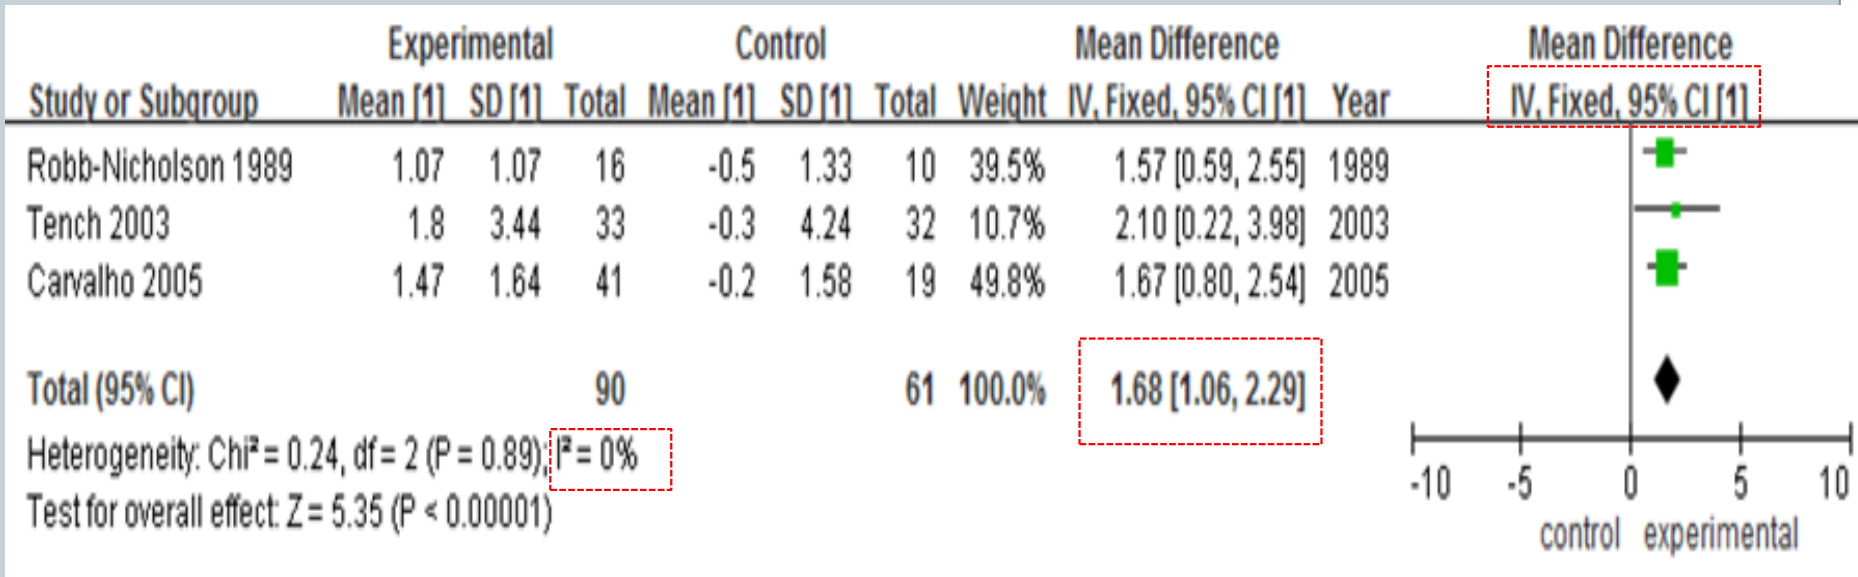 Experimental Control Mean Difference Mean Difference
Study or Subgroup Mean [1] SD [1] Total Mean [1] SD [1] Total Weight IV, Fixed, 95% CI [1] Year IV, Fixed, 95% CI [1]
Robb-Nicholson 1989 1.07 1.07 16 -0.5 1.33 10 39.5% 1.57 [0.59, 2.55] 1989
Tench 2003 1.8 3.44 33 -0.3 4.24 32 10.7% 2.10 [0.22, 3.98] 2003
Carvalho 2005 1.47 1.64 41 -0.2 1.58 19 49.8% 1.67 [0.80, 2.54] 2005
Total (95% CI) 90 61 100.0% 1.68 [1.06, 2.29]
Heterogeneity: Chi² = 0.24, df = 2 (P = 0.89); I² = 0%
Test for overall effect: Z = 5.35 (P < 0.00001)
-10 -5 0 5 10
control experimental